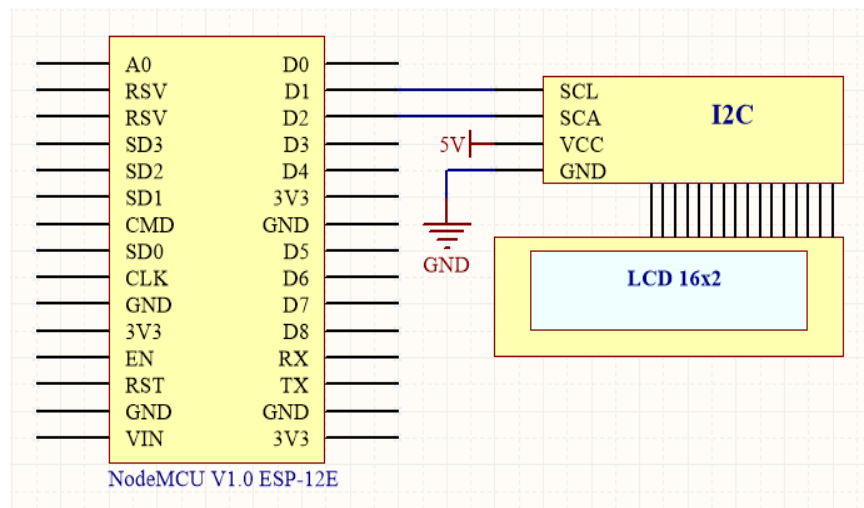 A0 D0
RSV D1
RSV D2
SD3 D3
SD2 D4
SD1 3V3
CMD GND
SD0 D5
CLK D6
GND D7
3V3 D8
EN RX
RST TX
GND GND
VIN 3V3
NodeMCU V1.0 ESP-12E
SCL
SCA
VCC
GND
I2C
5V
GND
LCD 16x2